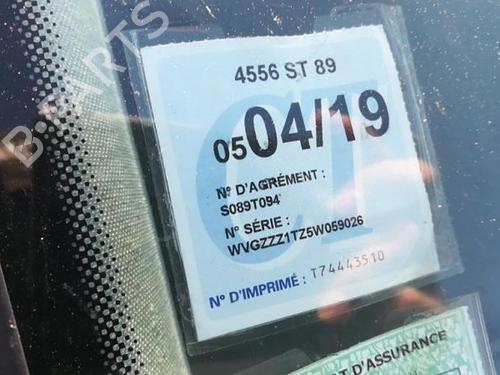 B-PARTS
4556 ST 89
05 04/19
N° D'AGRÉMENT :
S089T094
N° SÉRIE :
WVGZZZ1TZ5W059026
N° D'IMPRIMÉ : T74443510
CT
T D'ASSURANCE